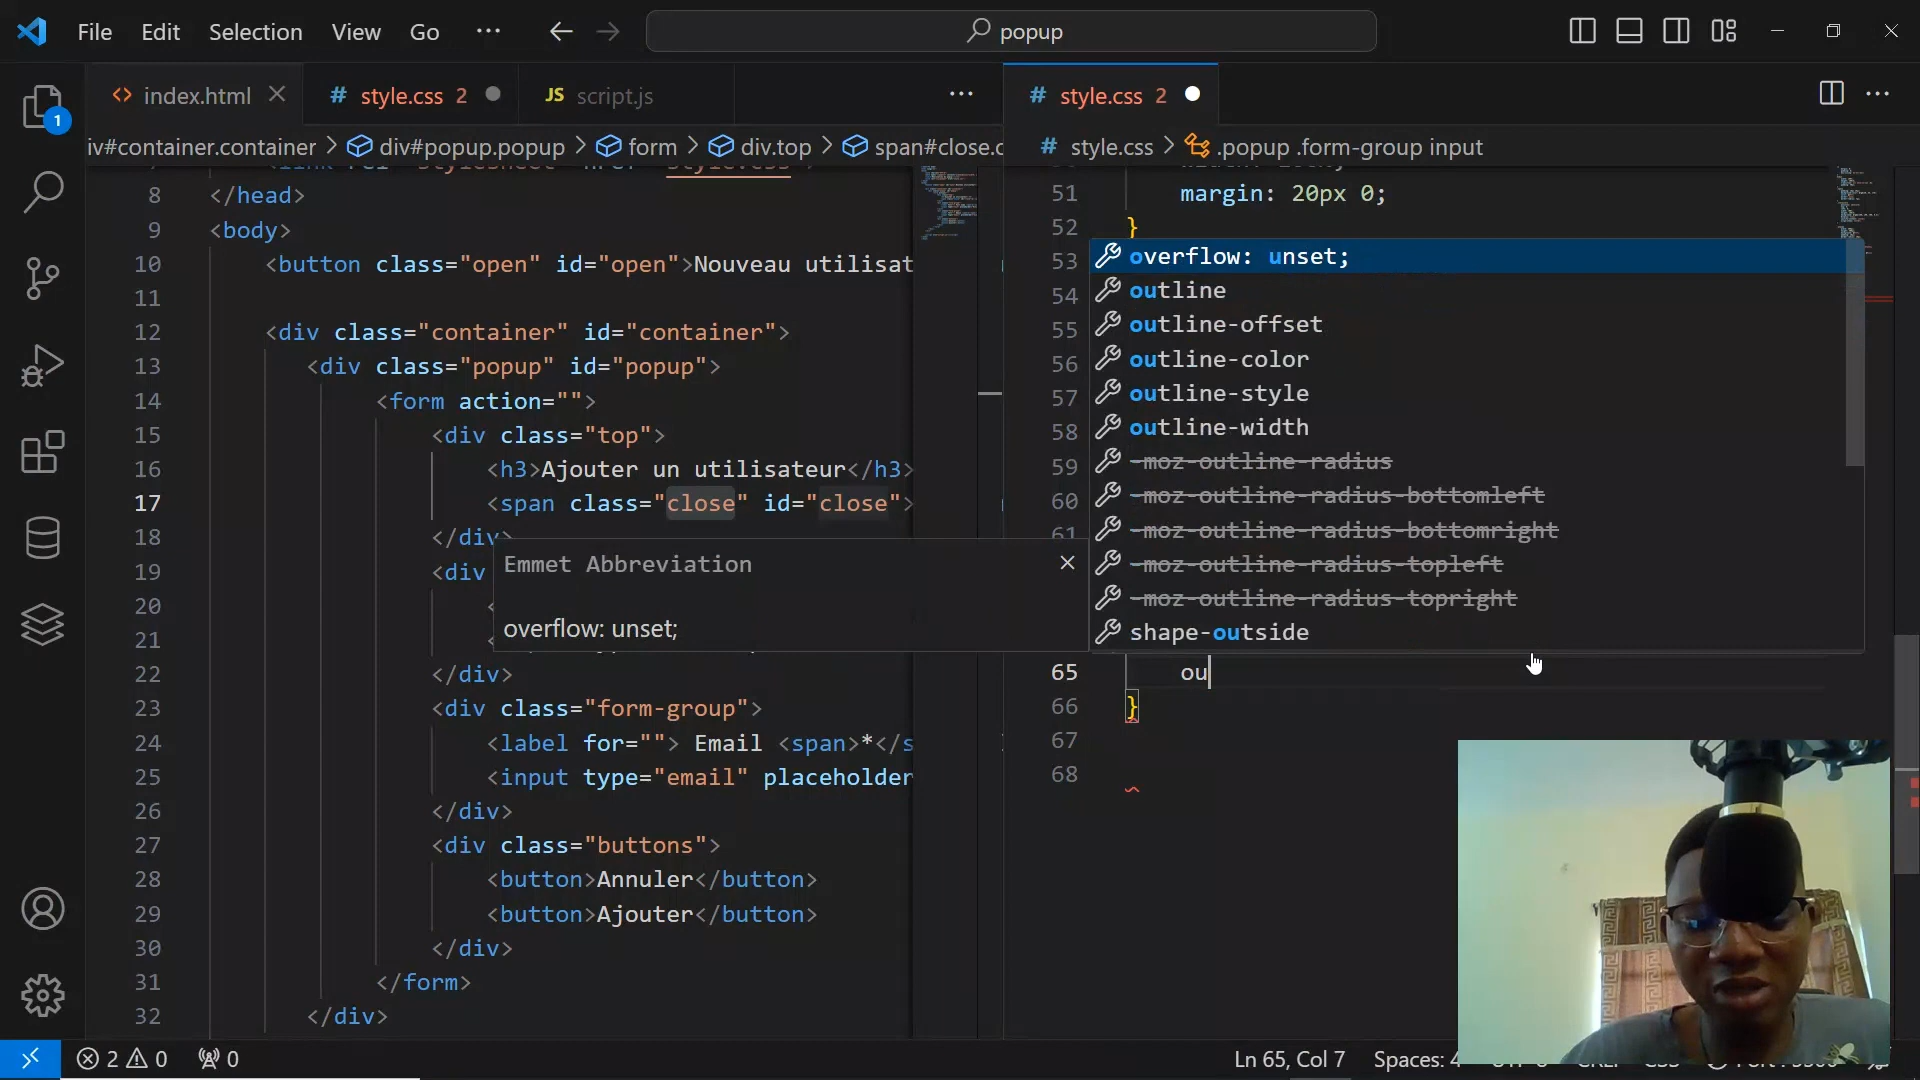 File Edit Selection View Go ··· popup
1
index.html
style.css 2
JS script.js
style.css 2
iv#container.container > div#popup.popup > form > div.top > span#close.c
style.css > .popup .form-group input
8 </head>
9 <body>
10 <button class="open" id="open">Nouveau utilisat
11
12 <div class="container" id="container">
13 <div class="popup" id="popup">
14 <form action="">
15 <div class="top">
16 <h3>Ajouter un utilisateur</h3>
17 <span class="close" id="close">
18 </div>
19 <div
20
21
22 </div>
23 <div class="form-group">
24 <label for=""> Email <span>*</s
25 <input type="email" placeholder
26 </div>
27 <div class="buttons">
28 <button>Annuler</button>
29 <button>Ajouter</button>
30 </div>
31 </form>
32 </div>
Emmet Abbreviation
overflow: unset;
51 margin: 20px 0;
52 }
53
54
55
56
57
58
59
60
61
overflow: unset;
outline
outline-offset
outline-color
outline-style
outline-width
-moz-outline-radius
-moz-outline-radius-bottomleft
-moz-outline-radius-bottomright
-moz-outline-radius-topleft
-moz-outline-radius-topright
shape-outside
65 ou
66 }
67
68
2 0 0
Ln 65, Col 7 Spaces: 4